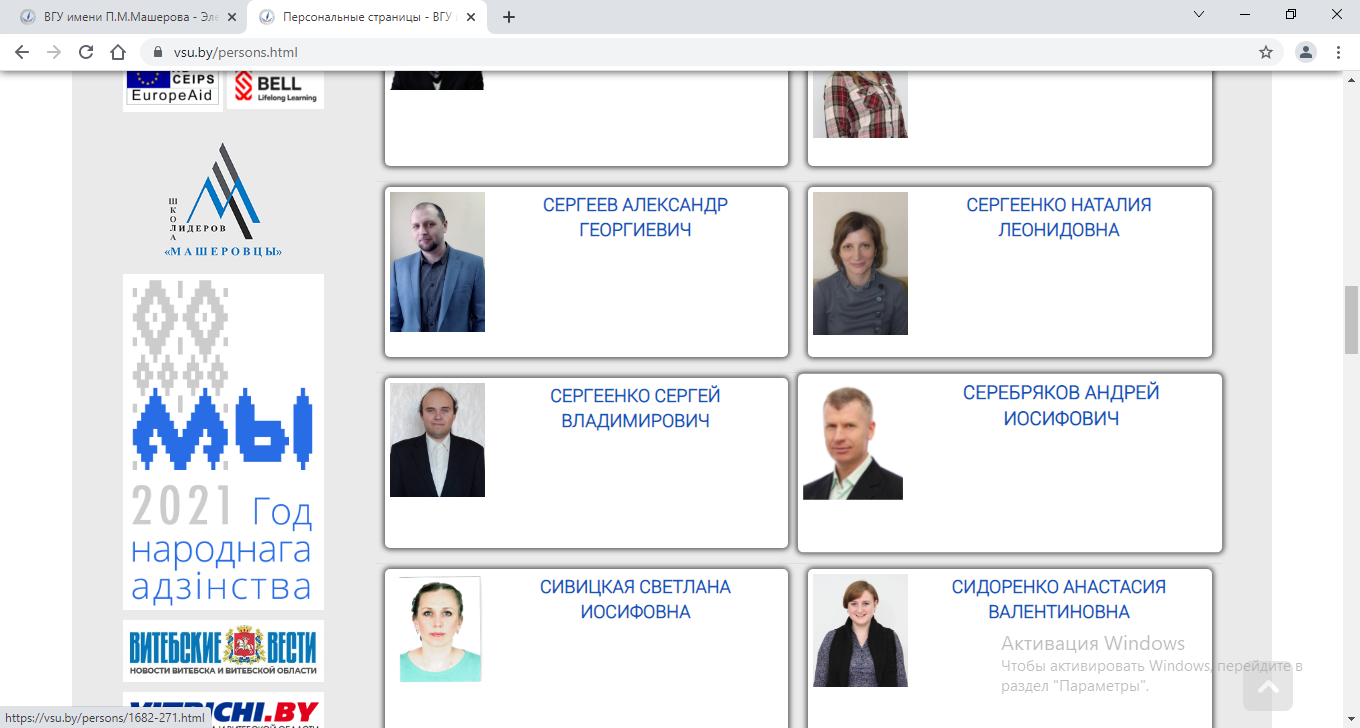 ВГУ имени П.М.Машерова - Эле
Персональные страницы - ВГУ
vsu.by/persons.html
CEIPS
EuropeAid
BELL
Lifelong Learning
ШКОЛА
ЛИДЕРОВ
«МАШЕРОВЦЫ»
СЕРГЕЕВ АЛЕКСАНДР
ГЕОРГИЕВИЧ
СЕРГЕЕНКО НАТАЛИЯ
ЛЕОНИДОВНА
СЕРГЕЕНКО СЕРГЕЙ
ВЛАДИМИРОВИЧ
СЕРЕБРЯКОВ АНДРЕЙ
ИОСИФОВИЧ
МЫ
2021 Год
народнага
адзінства
СИВИЦКАЯ СВЕТЛАНА
ИОСИФОВНА
СИДОРЕНКО АНАСТАСИЯ
ВАЛЕНТИНОВНА
ВИТЕБСКИЕ ВЕСТИ
НОВОСТИ ВИТЕБСКА И ВИТЕБСКОЙ ОБЛАСТИ
VITBICHI.BY
Активация Windows
Чтобы активировать Windows, перейдите в
раздел "Параметры".
https://vsu.by/persons/1682-271.html